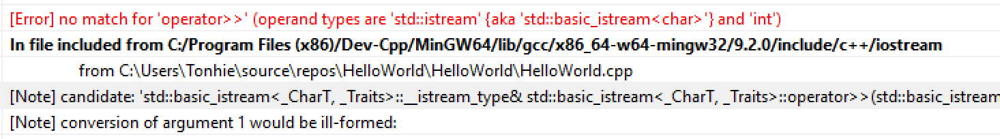 [Error] no match for 'operator>>' (operand types are 'std::istream' {aka 'std::basic_istream<char>'} and 'int')
In file included from C:/Program Files (x86)/Dev-Cpp/MinGW64/lib/gcc/x86_64-w64-mingw32/9.2.0/include/c++/iostream
from C:\Users\Tonhie\source\repos\HelloWorld\HelloWorld\HelloWorld.cpp
[Note] candidate: 'std::basic_istream<_CharT, _Traits>::__istream_type& std::basic_istream<_CharT, _Traits>::operator>>(std::basic_istream
[Note] conversion of argument 1 would be ill-formed: